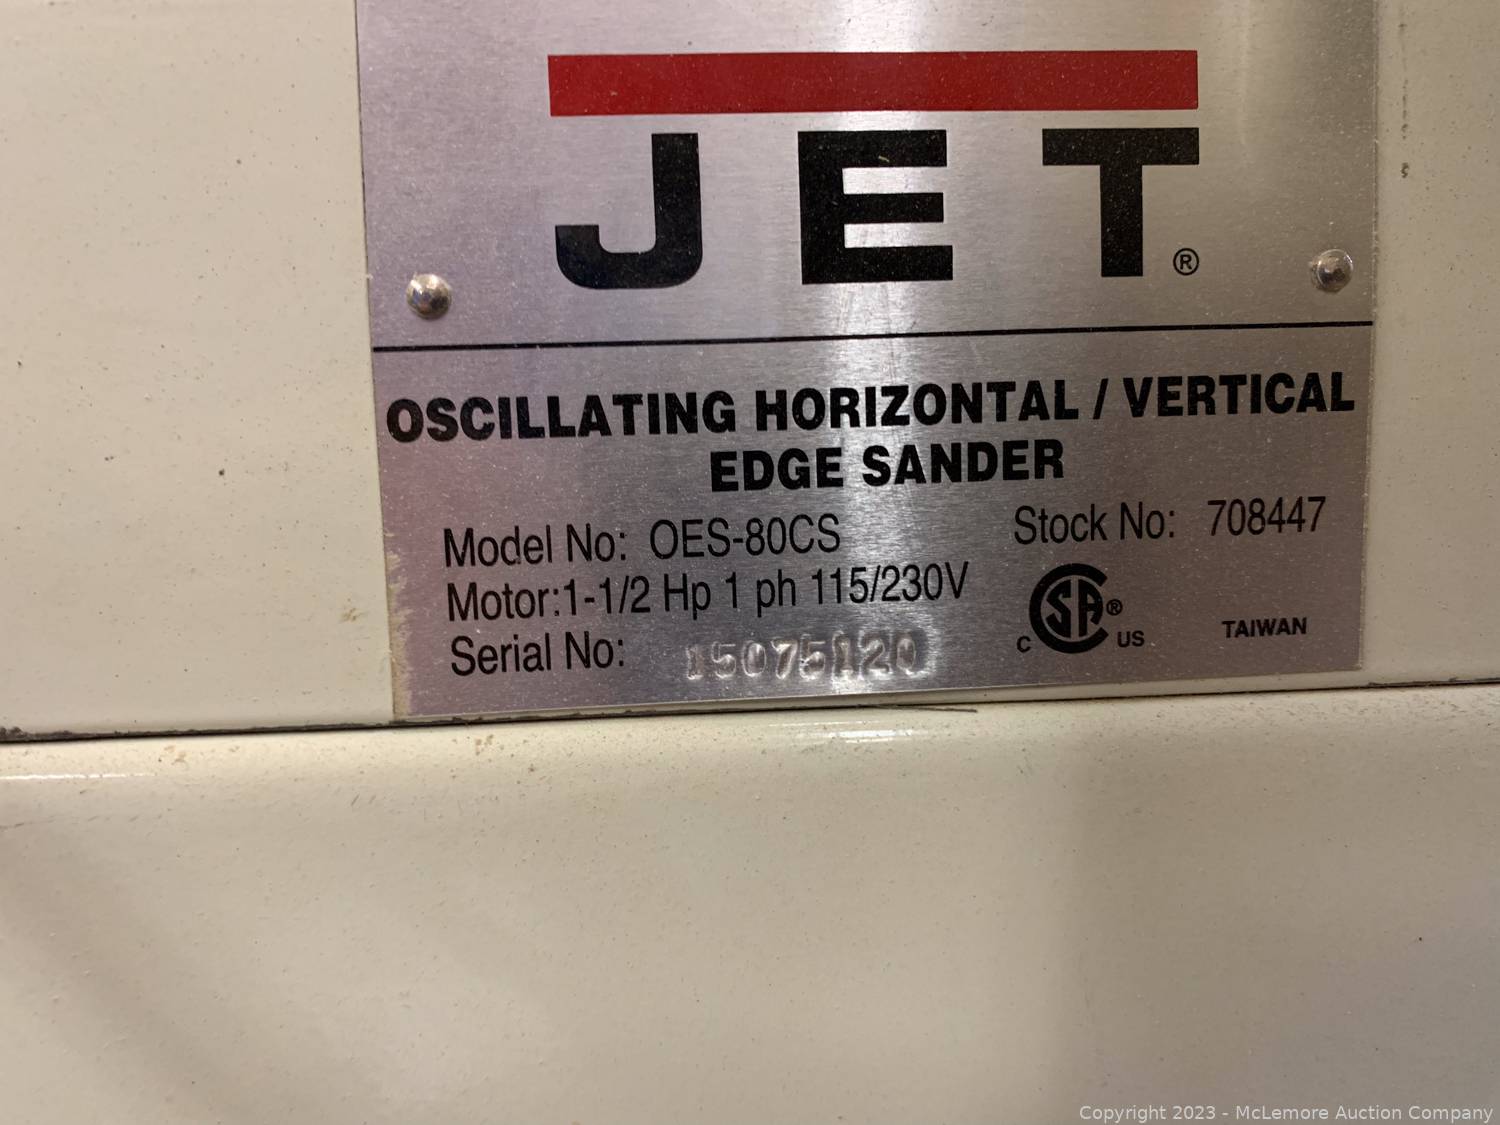 JET®
OSCILLATING HORIZONTAL / VERTICAL
EDGE SANDER
Model No: OES-80CS Stock No: 708447
Motor:1-1/2 Hp 1 ph 115/230V
C SA® US TAIWAN
Serial No: 15075120
Copyright 2023 - McLemore Auction Company